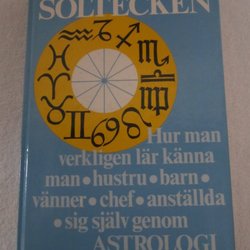 SOLTECKEN
Hur man
verkligen lär känna
man • hustru • barn •
vänner • chef • anställda
• sig själv genom
ASTROLOGI